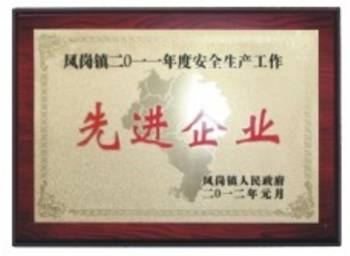 凤岗镇二〇一一年度安全生产工作
先进企业
凤岗镇人民政府
二〇一二年元月